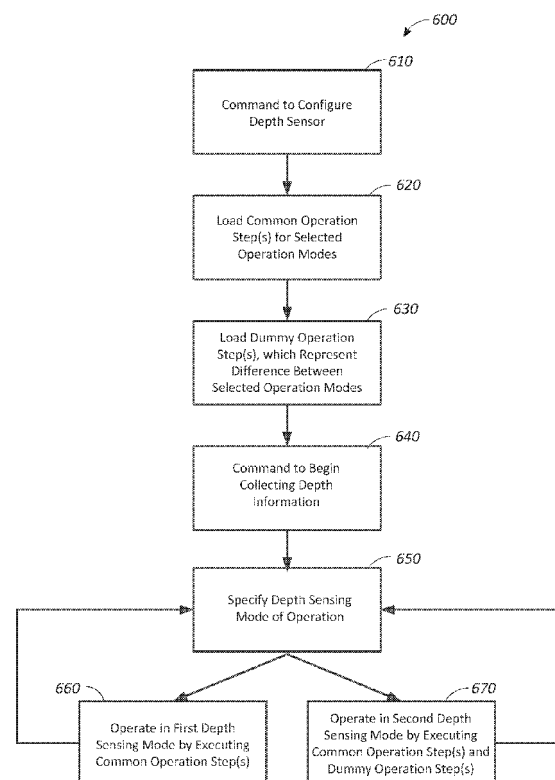 600
610
Command to Configure
Depth Sensor
620
Load Common Operation
Step(s) for Selected
Operation Modes
630
Load Dummy Operation
Step(s), which Represent
Difference Between
Selected Operation Modes
640
Command to Begin
Collecting Depth
Information
650
Specify Depth Sensing
Mode of Operation
660
Operate in First Depth
Sensing Mode by Executing
Common Operation Step(s)
670
Operate in Second Depth
Sensing Mode by Executing
Common Operation Step(s) and
Dummy Operation Step(s)